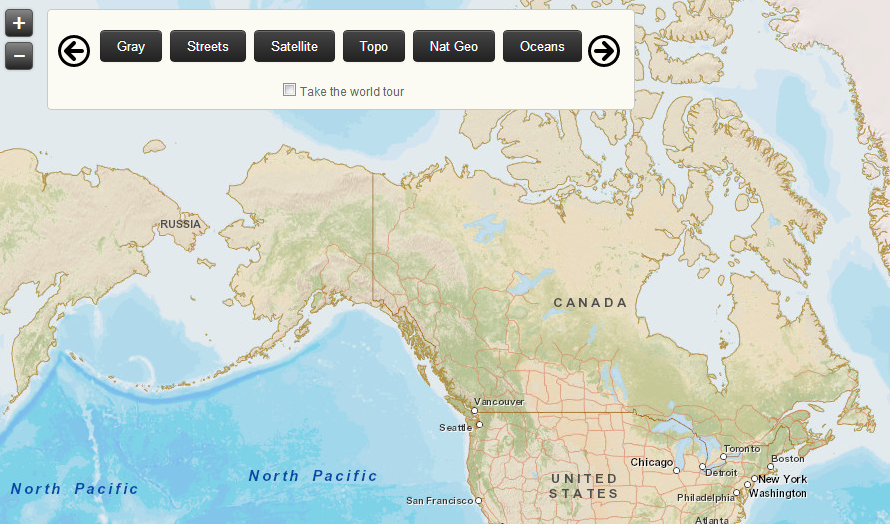 +
−
Gray Streets Satellite Topo Nat Geo Oceans
Take the world tour
RUSSIA
CANADA
Vancouver
Seattle
Toronto
Chicago
Boston
Detroit
North Pacific
UNITED
STATES
New York
North Pacific
Washington
Philadelphia
San Francisco
Atlanta